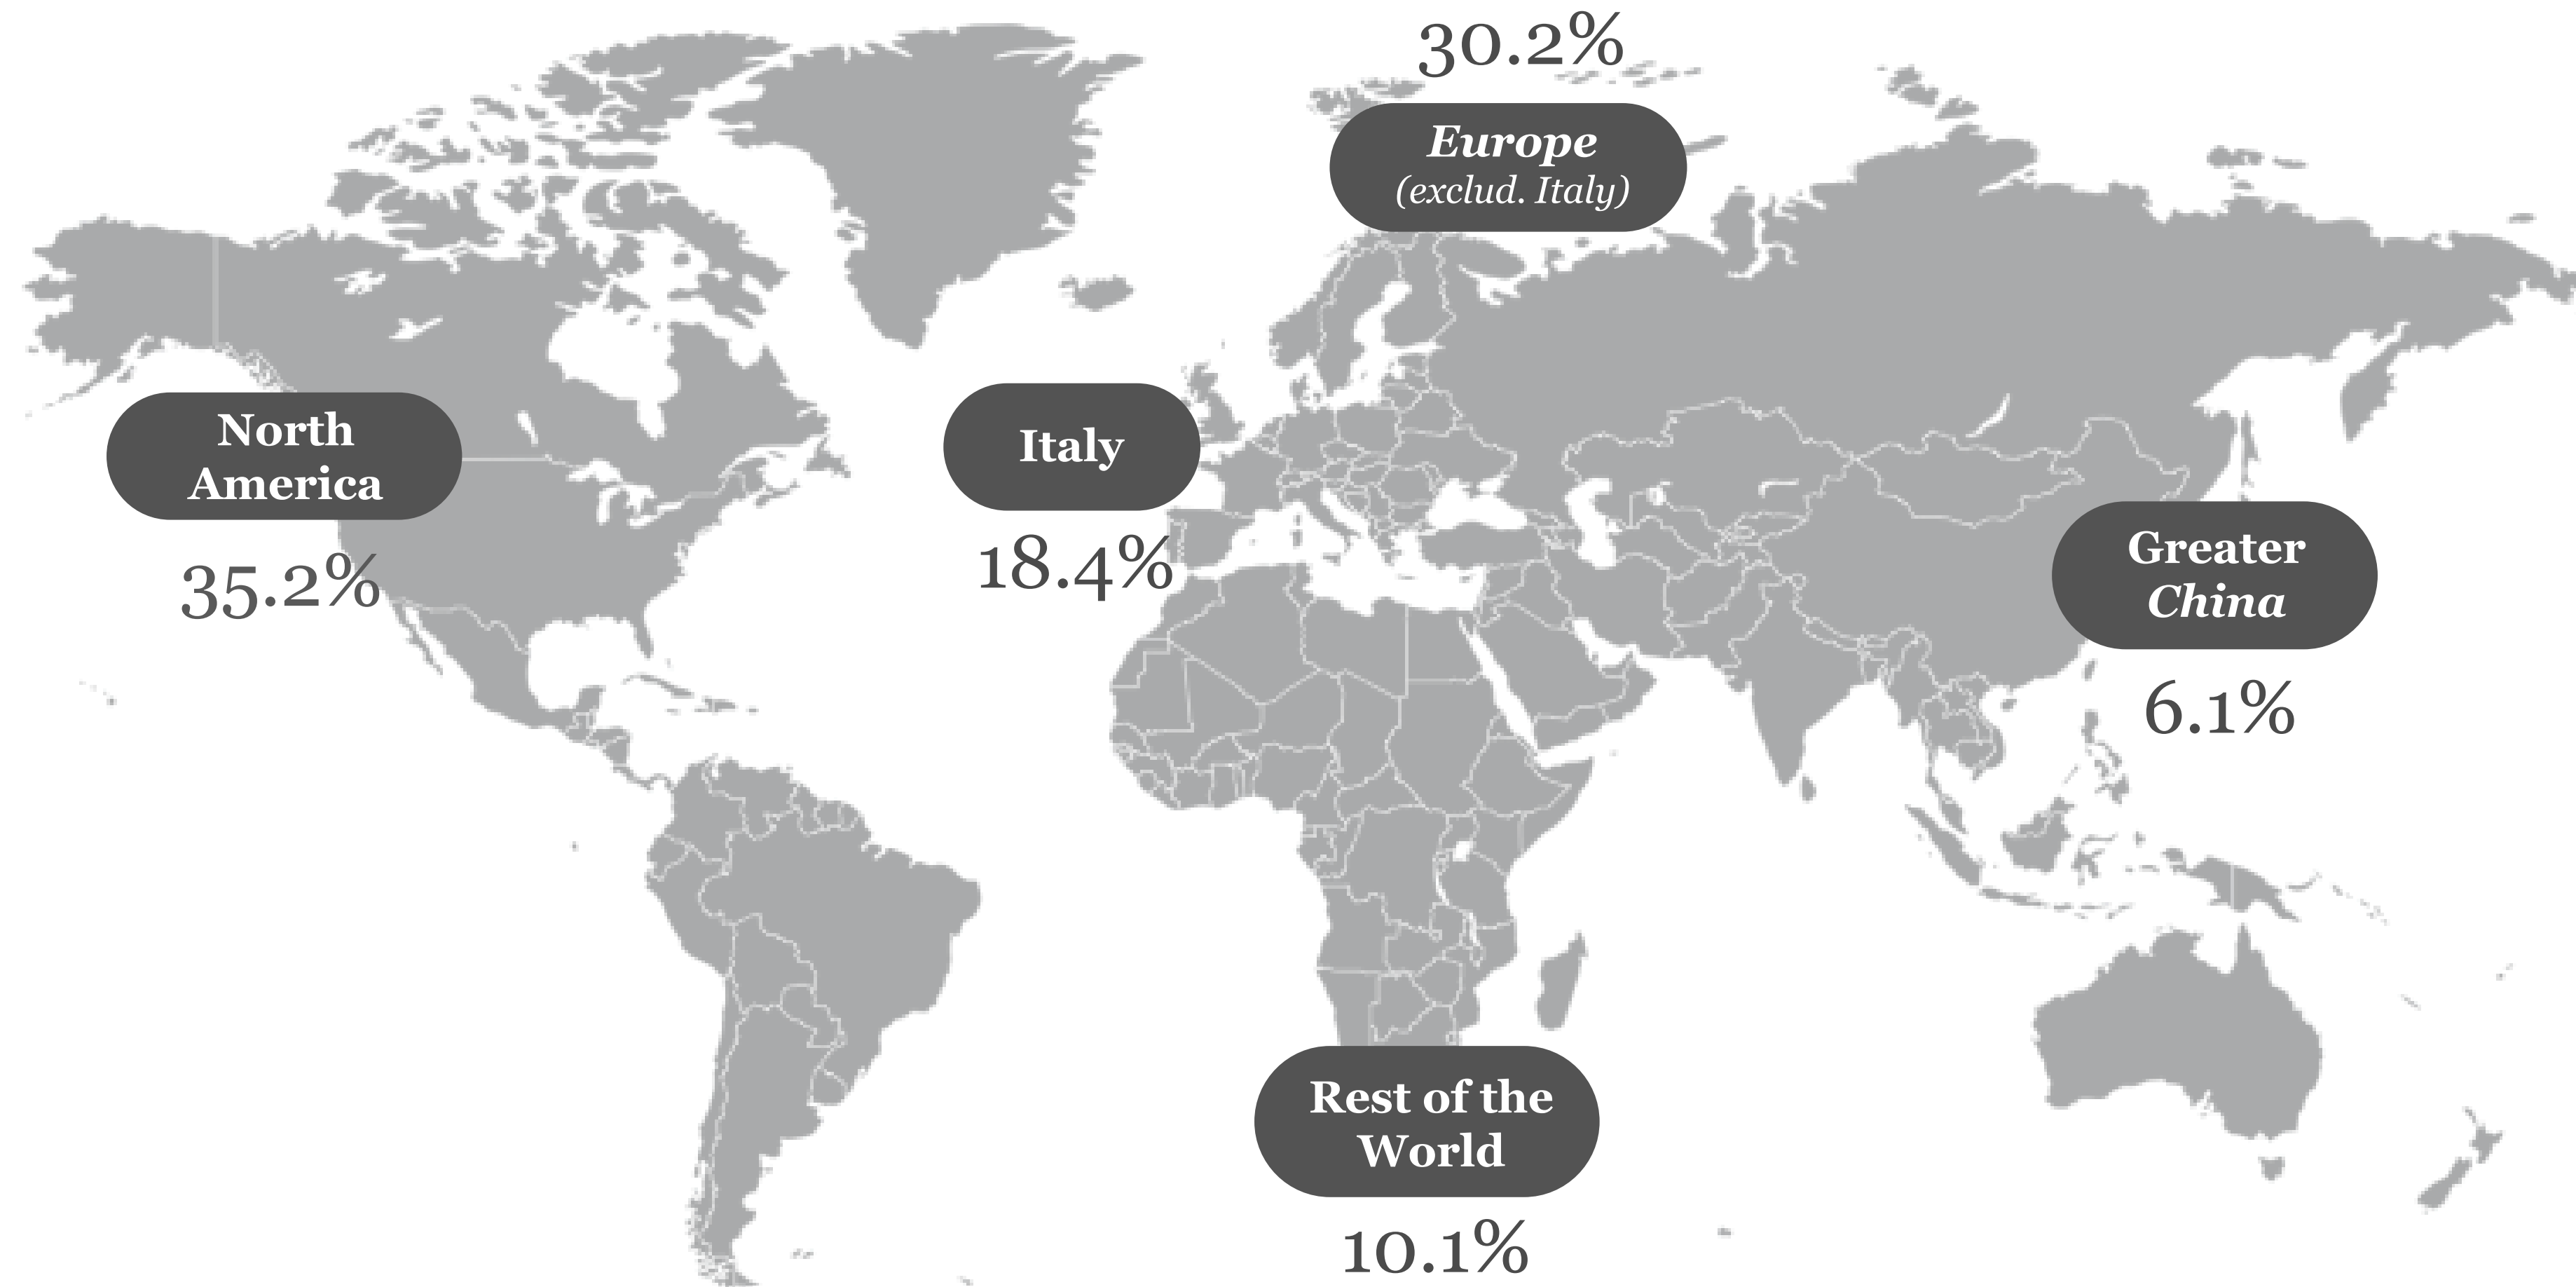 30.2%
Europe
(exclud. Italy)
North
America
35.2%
Italy
18.4%
Greater
China
6.1%
Rest of the
World
10.1%